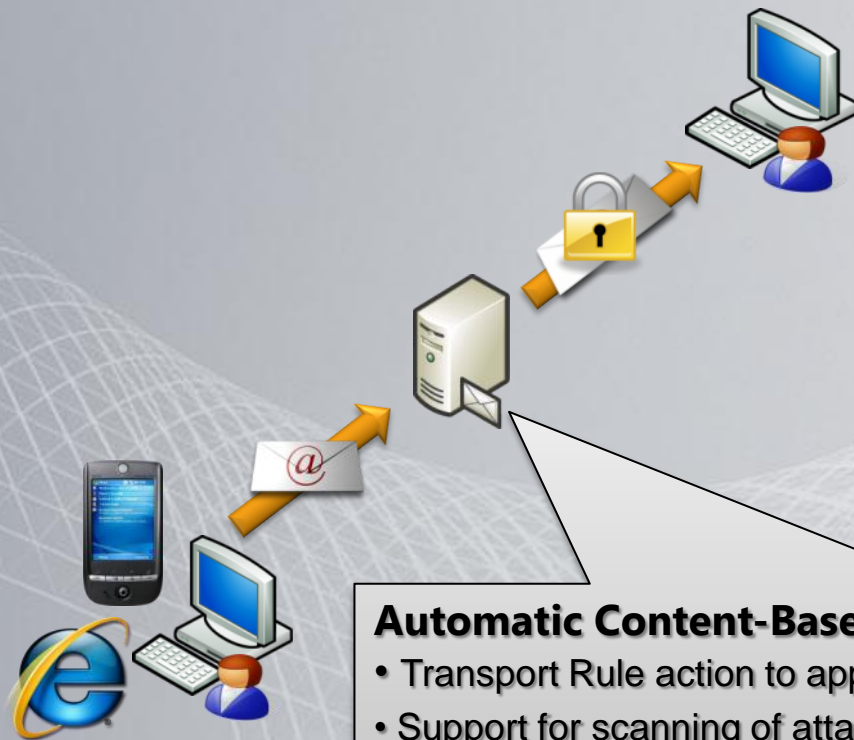 @
Automatic Content-Base
• Transport Rule action to app
• Support for scanning of atta